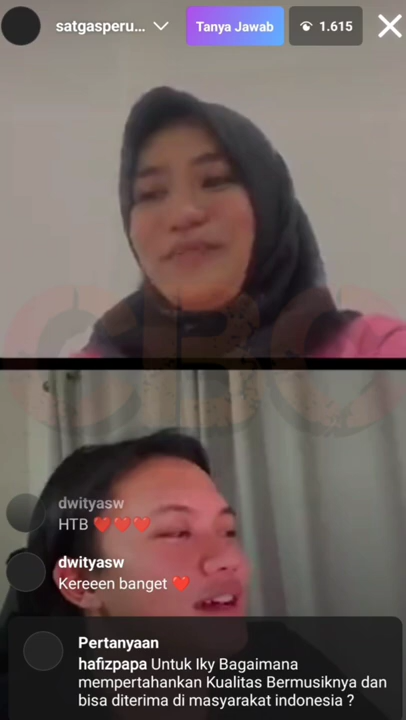 satgasperu...
Tanya Jawab
1.615
CBO
dwityasw
HTB ❤️❤️❤️
dwityasw
Kereeen banget ❤️
Pertanyaan
hafizpapa Untuk Iky Bagaimana
mempertahankan Kualitas Bermusiknya dan
bisa diterima di masyarakat indonesia ?